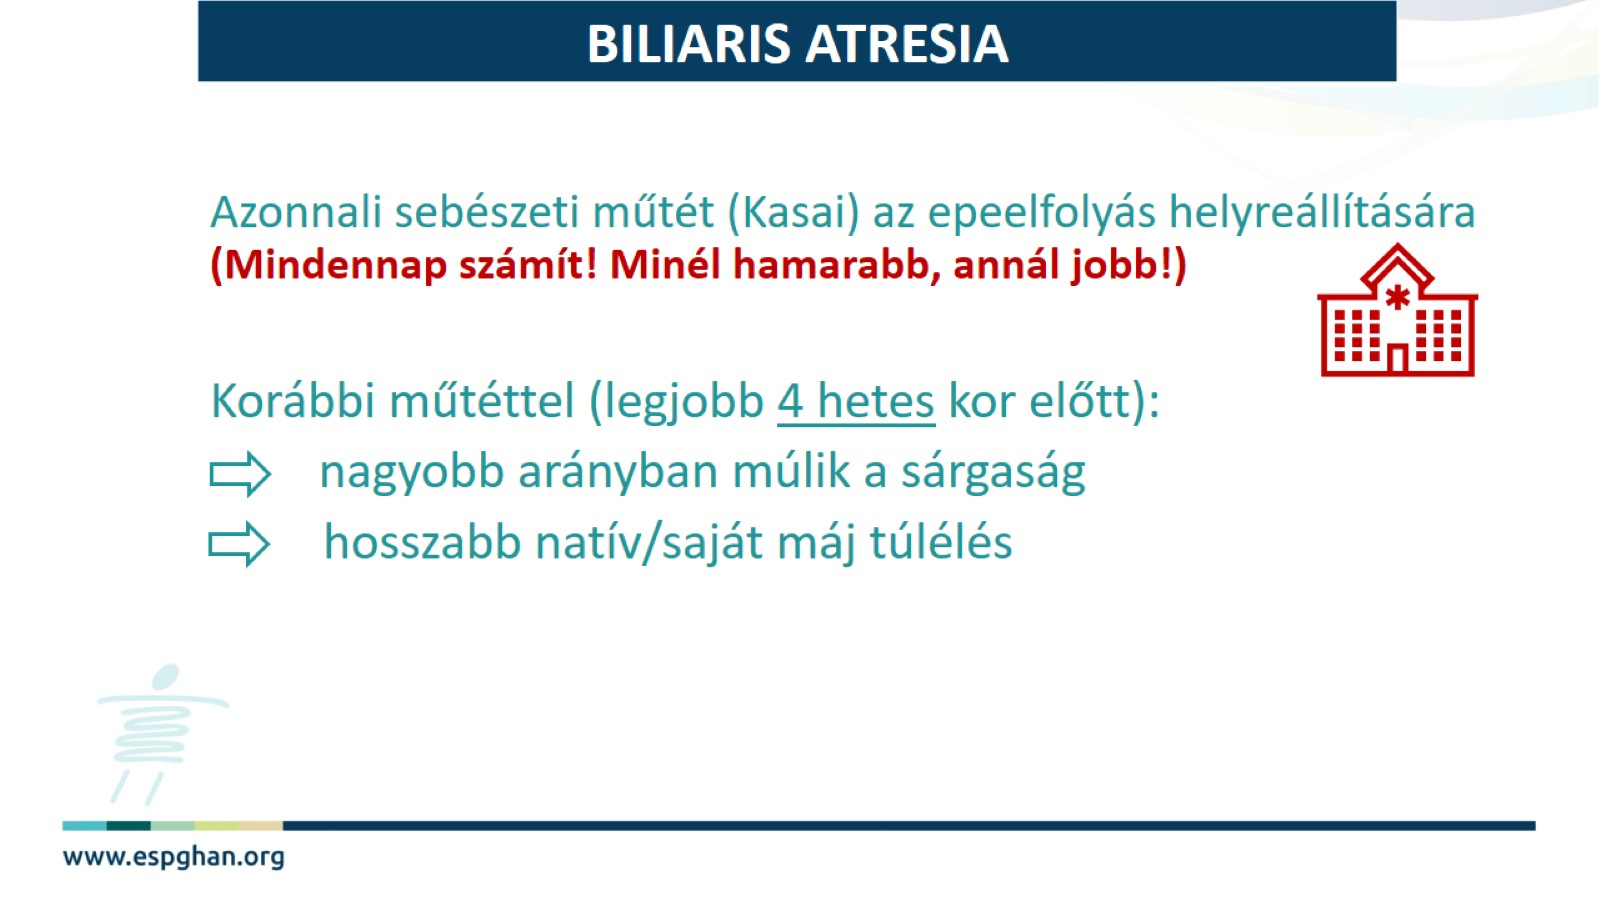 BILIARIS ATRESIA
Azonnali sebészeti műtét (Kasai) az epeelfolyás helyreállítására
(Mindennap számít! Minél hamarabb, annál jobb!)
Korábbi műtéttel (legjobb 4 hetes kor előtt):
nagyobb arányban múlik a sárgaság
hosszabb natív/saját máj túlélés
www.espghan.org